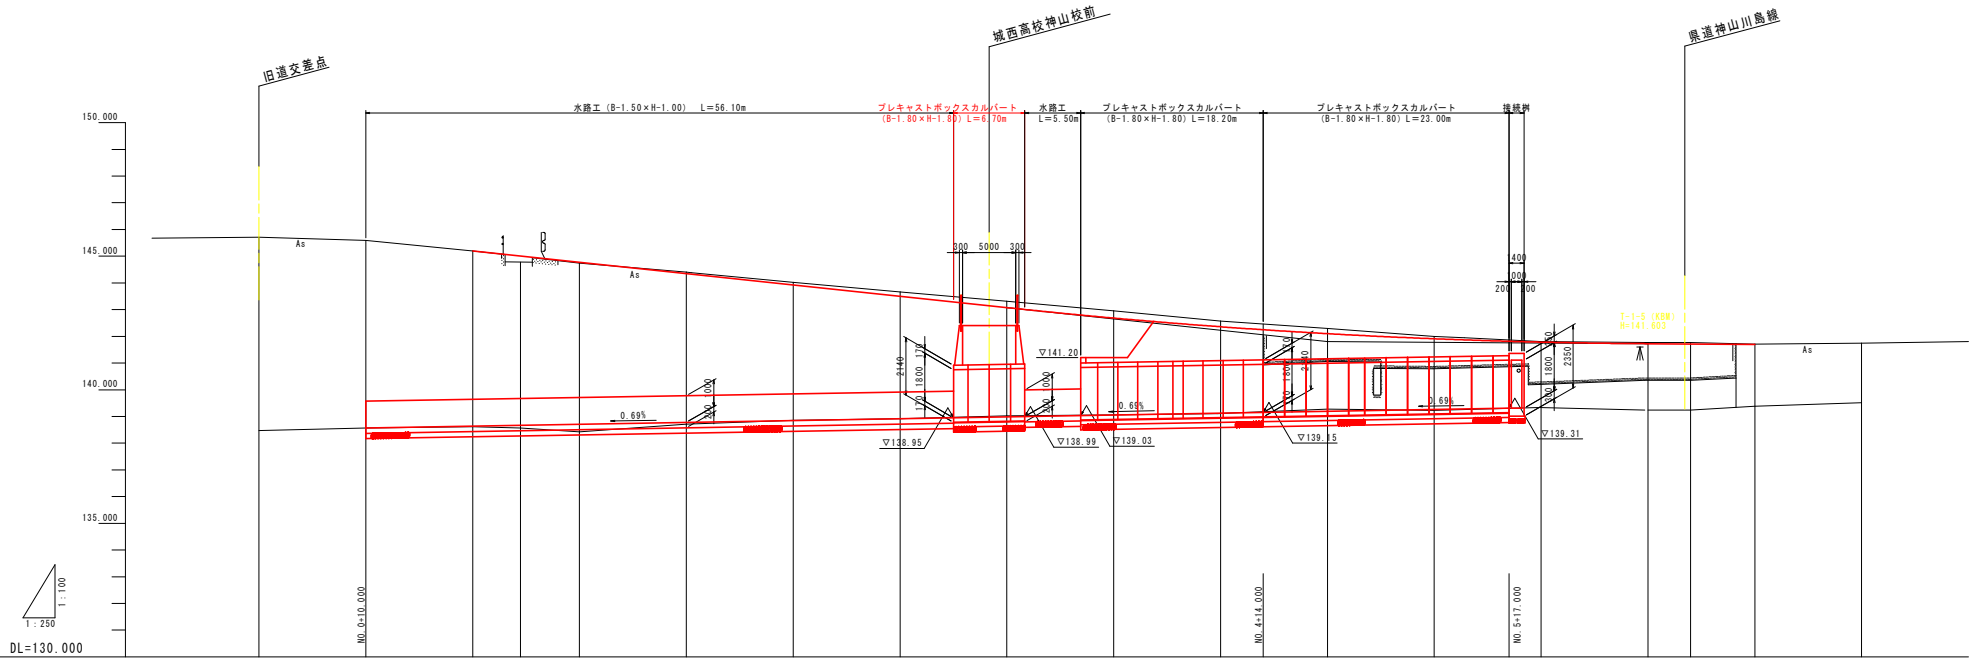 城西高校神山校前
県道神山川島線
旧道交差点
水路工 (B-1.50×H-1.00) L=56.10m
プレキャストボックスカルバート
(B-1.80×H-1.80) L=6.70m
水路工
L=5.50m
プレキャストボックスカルバート
(B-1.80×H-1.80) L=18.20m
プレキャストボックスカルバート
(B-1.80×H-1.80) L=23.00m
接続桝
150.000
145.000
140.000
135.000
As
As
As
300 5000 300
1400
1000
200 200
2140
170
1800
170
1000
200
1000
200
▽141.20
1800
2140
1800
2350
0.69%
0.69%
0.69%
▽138.95
▽138.99
▽139.03
▽139.15
▽139.31
H=141.603
NO.0+10.000
NO.4+14.000
NO.5+17.000
1:100
1:250
DL=130.000